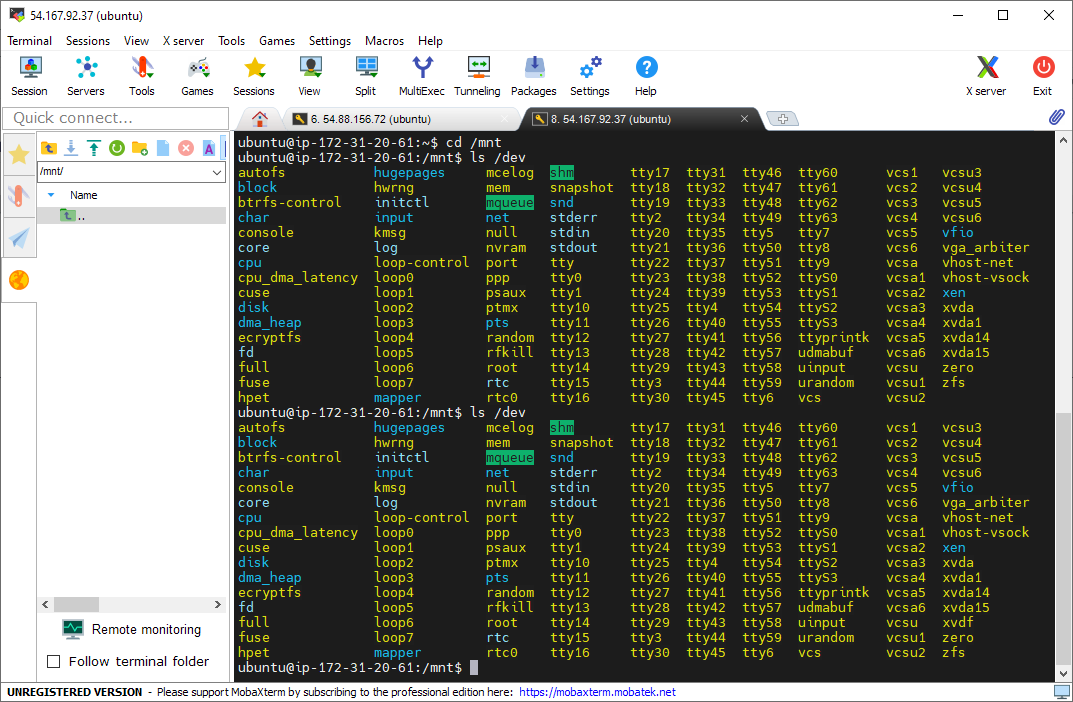 54.167.92.37 (ubuntu)
Terminal Sessions View X server Tools Games Settings Macros Help
Session Servers Tools Games Sessions View Split MultiExec Tunneling Packages Settings Help X server Exit
Quick connect...
6. 54.88.156.72 (ubuntu)
8. 54.167.92.37 (ubuntu)
/mnt/
Name
..
Remote monitoring
Follow terminal folder
ubuntu@ip-172-31-20-61:~$ cd /mnt
ubuntu@ip-172-31-20-61:/mnt$ ls /dev
autofs hugepages mcelog shm tty17 tty31 tty46 tty60 vcs1 vcsu3
block hwrng mem snapshot tty18 tty32 tty47 tty61 vcs2 vcsu4
btrfs-control initctl mqueue snd tty19 tty33 tty48 tty62 vcs3 vcsu5
char input net stderr tty2 tty34 tty49 tty63 vcs4 vcsu6
console kmsg null stdin tty20 tty35 tty5 tty7 vcs5 vfio
core log nvram stdout tty21 tty36 tty50 tty8 vcs6 vga_arbiter
cpu loop-control port tty tty22 tty37 tty51 tty9 vcsa vhost-net
cpu_dma_latency loop0 ppp tty0 tty23 tty38 tty52 ttyS0 vcsa1 vhost-vsock
cuse loop1 psaux tty1 tty24 tty39 tty53 ttyS1 vcsa2 xen
disk loop2 ptmx tty10 tty25 tty4 tty54 ttyS2 vcsa3 xvda
dma_heap loop3 pts tty11 tty26 tty40 tty55 ttyS3 vcsa4 xvda1
ecryptfs loop4 random tty12 tty27 tty41 tty56 ttyprintk vcsa5 xvda14
fd loop5 rfkill tty13 tty28 tty42 tty57 udmabuf vcsa6 xvda15
full loop6 root tty14 tty29 tty43 tty58 uinput vcsu zero
fuse loop7 rtc tty15 tty3 tty44 tty59 urandom vcsu1 zfs
hpet mapper rtc0 tty16 tty30 tty45 tty6 vcs vcsu2
ubuntu@ip-172-31-20-61:/mnt$ ls /dev
autofs hugepages mcelog shm tty17 tty31 tty46 tty60 vcs1 vcsu3
block hwrng mem snapshot tty18 tty32 tty47 tty61 vcs2 vcsu4
btrfs-control initctl mqueue snd tty19 tty33 tty48 tty62 vcs3 vcsu5
char input net stderr tty2 tty34 tty49 tty63 vcs4 vcsu6
console kmsg null stdin tty20 tty35 tty5 tty7 vcs5 vfio
core log nvram stdout tty21 tty36 tty50 tty8 vcs6 vga_arbiter
cpu loop-control port tty tty22 tty37 tty51 tty9 vcsa vhost-net
cpu_dma_latency loop0 ppp tty0 tty23 tty38 tty52 ttyS0 vcsa1 vhost-vsock
cuse loop1 psaux tty1 tty24 tty39 tty53 ttyS1 vcsa2 xen
disk loop2 ptmx tty10 tty25 tty4 tty54 ttyS2 vcsa3 xvda
dma_heap loop3 pts tty11 tty26 tty40 tty55 ttyS3 vcsa4 xvda1
ecryptfs loop4 random tty12 tty27 tty41 tty56 ttyprintk vcsa5 xvda14
fd loop5 rfkill tty13 tty28 tty42 tty57 udmabuf vcsa6 xvda15
full loop6 root tty14 tty29 tty43 tty58 uinput vcsu xvdf
fuse loop7 rtc tty15 tty3 tty44 tty59 urandom vcsu1 zero
hpet mapper rtc0 tty16 tty30 tty45 tty6 vcs vcsu2 zfs
ubuntu@ip-172-31-20-61:/mnt$
UNREGISTERED VERSION - Please support MobaXterm by subscribing to the professional edition here: https://mobaxterm.mobatek.net